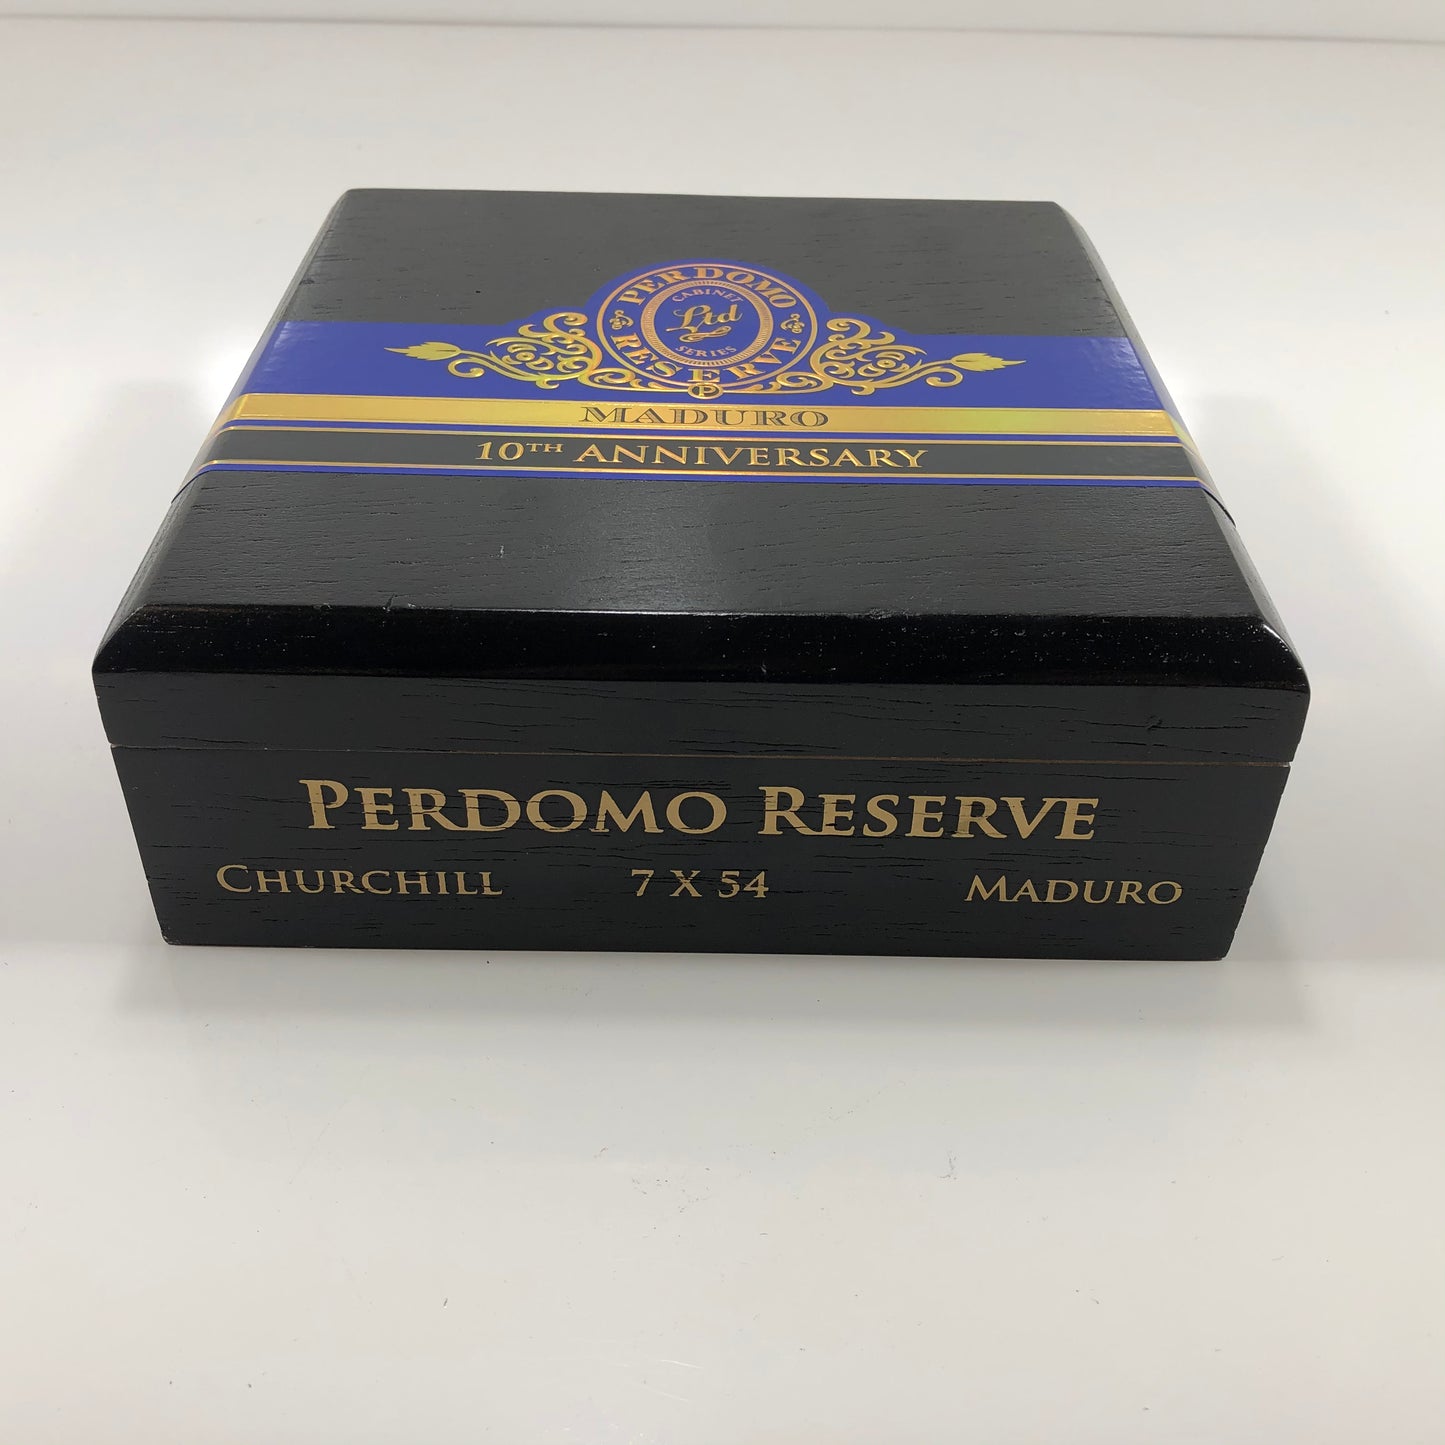 PERDOMO
CABINET
Ltd
SERIES
RESERVE
P
MADURO
10TH ANNIVERSARY
PERDOMO RESERVE
CHURCHILL 7 X 54 MADURO